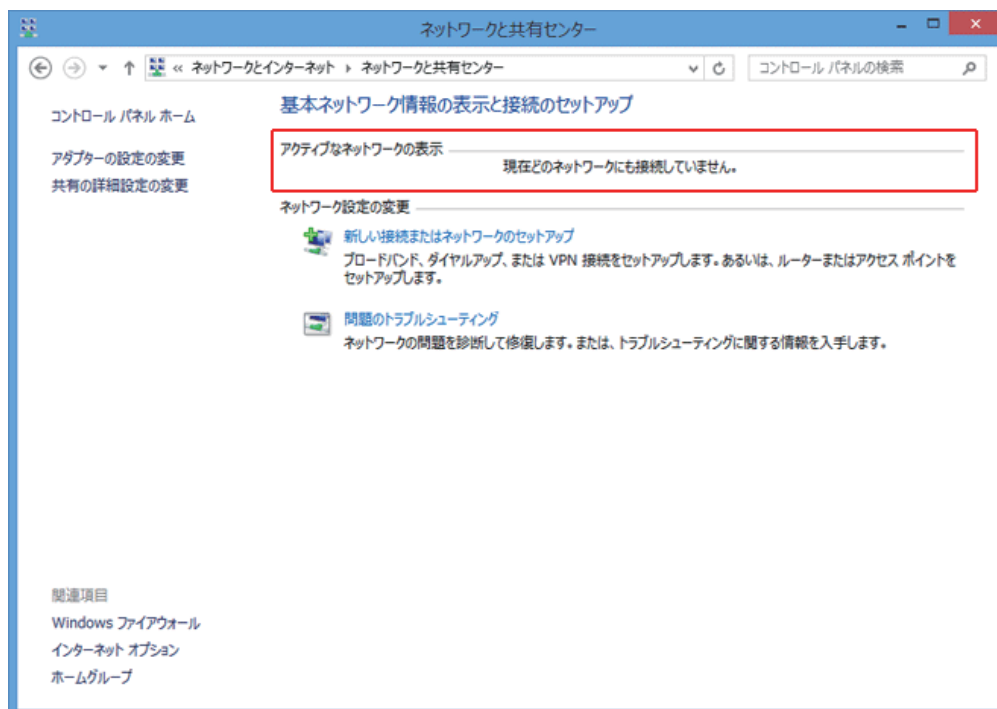 ネットワークと共有センター
« ネットワークとインターネット ▸ ネットワークと共有センター
コントロール パネルの検索
コントロール パネル ホーム
アダプターの設定の変更
共有の詳細設定の変更
基本ネットワーク情報の表示と接続のセットアップ
アクティブなネットワークの表示
現在どのネットワークにも接続していません。
ネットワーク設定の変更
新しい接続またはネットワークのセットアップ
ブロードバンド、ダイヤルアップ、または VPN 接続をセットアップします。あるいは、ルーターまたはアクセス ポイントを
セットアップします。
問題のトラブルシューティング
ネットワークの問題を診断して修復します。または、トラブルシューティングに関する情報を入手します。
関連項目
Windows ファイアウォール
インターネット オプション
ホームグループ